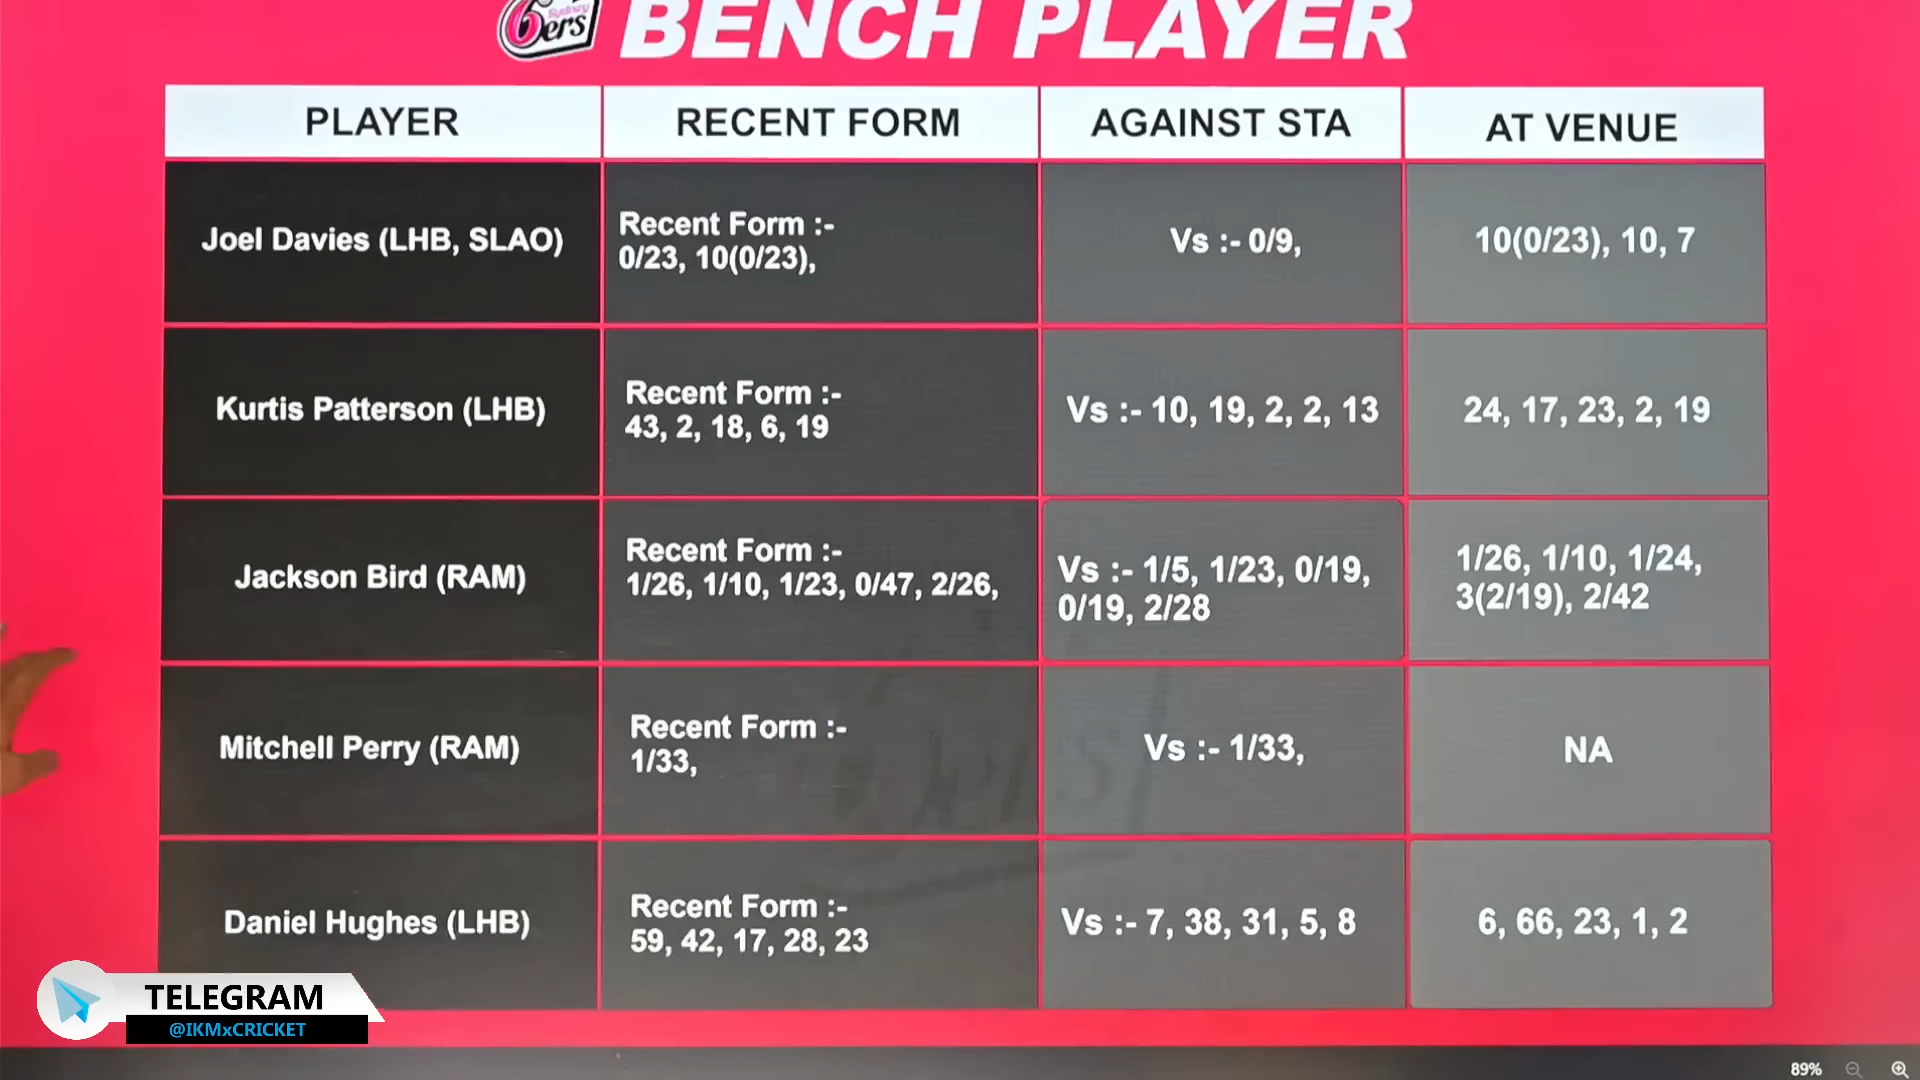 Sydney
6ers
BENCH PLAYER
PLAYER
RECENT FORM
AGAINST STA
AT VENUE
Joel Davies (LHB, SLAO)
Recent Form :-
0/23, 10(0/23),
Vs :- 0/9,
10(0/23), 10, 7
Kurtis Patterson (LHB)
Recent Form :-
43, 2, 18, 6, 19
Vs :- 10, 19, 2, 2, 13
24, 17, 23, 2, 19
Jackson Bird (RAM)
Recent Form :-
1/26, 1/10, 1/23, 0/47, 2/26,
Vs :- 1/5, 1/23, 0/19,
0/19, 2/28
1/26, 1/10, 1/24,
3(2/19), 2/42
Mitchell Perry (RAM)
Recent Form :-
1/33,
Vs :- 1/33,
NA
Daniel Hughes (LHB)
Recent Form :-
59, 42, 17, 28, 23
Vs :- 7, 38, 31, 5, 8
6, 66, 23, 1, 2
TELEGRAM
@IKMxCRICKET
89%